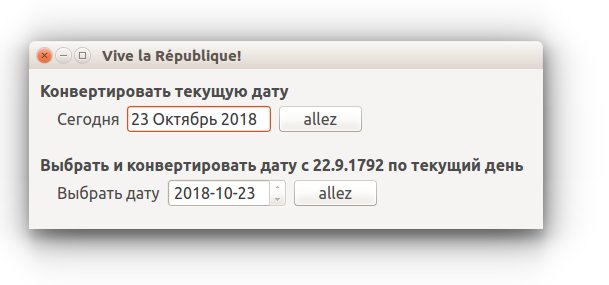 Vive la République!
Конвертировать текущую дату
Сегодня 23 Октябрь 2018 allez
Выбрать и конвертировать дату с 22.9.1792 по текущий день
Выбрать дату 2018-10-23 allez